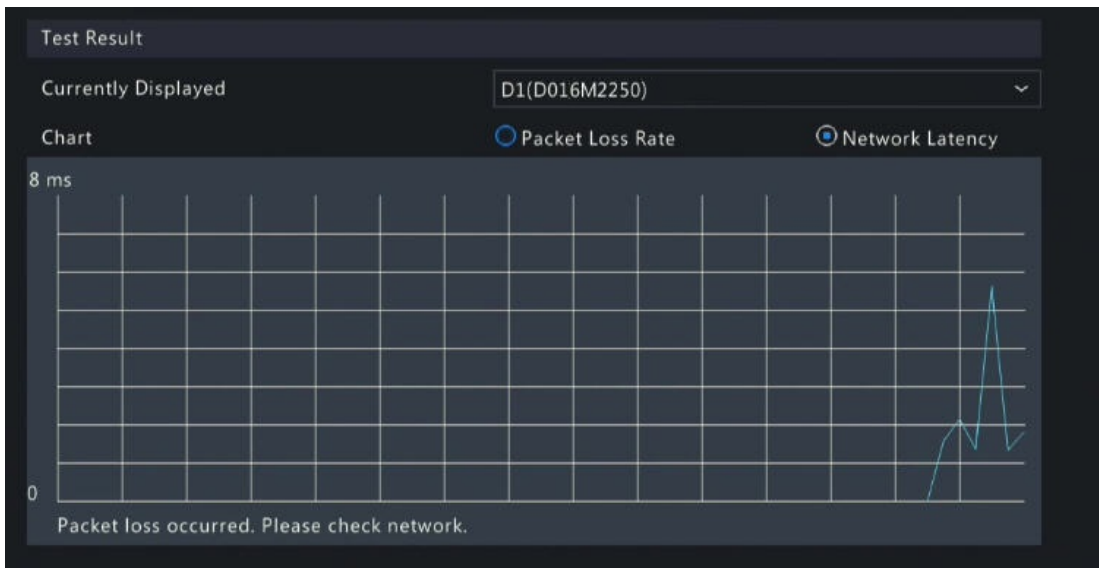 Test Result
Currently Displayed D1(D016M2250)
Chart Packet Loss Rate Network Latency
8 ms
0
Packet loss occurred. Please check network.